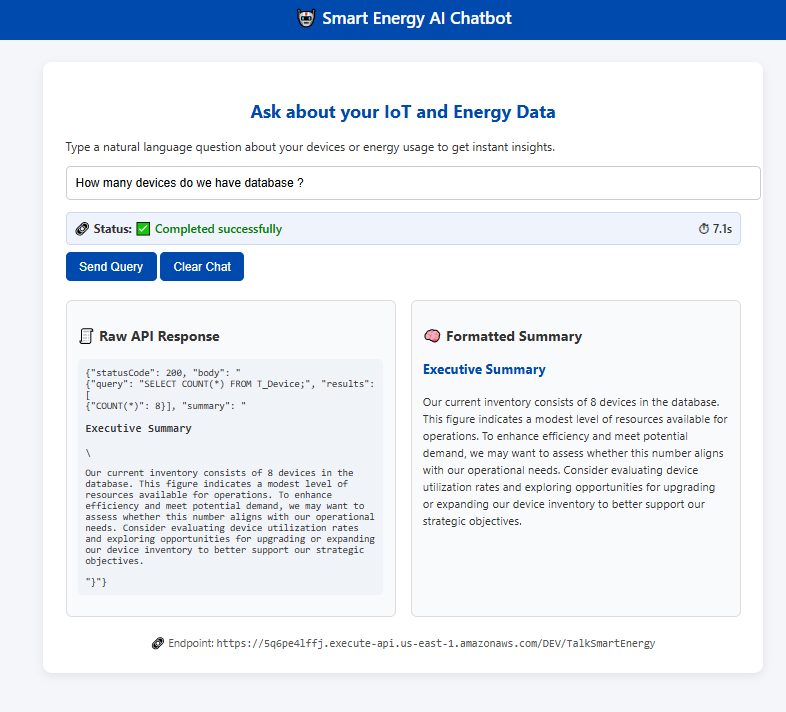 Smart Energy AI Chatbot
Ask about your IoT and Energy Data
Type a natural language question about your devices or energy usage to get instant insights.
How many devices do we have database ?
Status: ✅ Completed successfully
⏱ 7.1s
Send Query
Clear Chat
Raw API Response
{"statusCode": 200, "body": "
{"query": "SELECT COUNT(*) FROM T_Device;", "results":
[
{"COUNT(*)": 8}], "summary": "
Executive Summary
\
Our current inventory consists of 8 devices in the
database. This figure indicates a modest level of
resources available for operations. To enhance
efficiency and meet potential demand, we may want to
assess whether this number aligns with our operational
needs. Consider evaluating device utilization rates
and exploring opportunities for upgrading or expanding
our device inventory to better support our strategic
objectives.
"}"}
Formatted Summary
Executive Summary
Our current inventory consists of 8 devices in the database.
This figure indicates a modest level of resources available for
operations. To enhance efficiency and meet potential
demand, we may want to assess whether this number aligns
with our operational needs. Consider evaluating device
utilization rates and exploring opportunities for upgrading
or expanding our device inventory to better support our
strategic objectives.
Endpoint: https://5q6pe4lffj.execute-api.us-east-1.amazonaws.com/DEV/TalkSmartEnergy